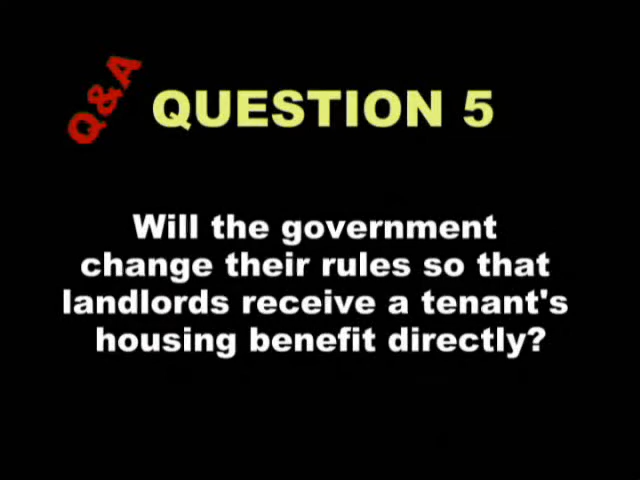 Q&A
QUESTION 5
Will the government
change their rules so that
landlords receive a tenant's
housing benefit directly?